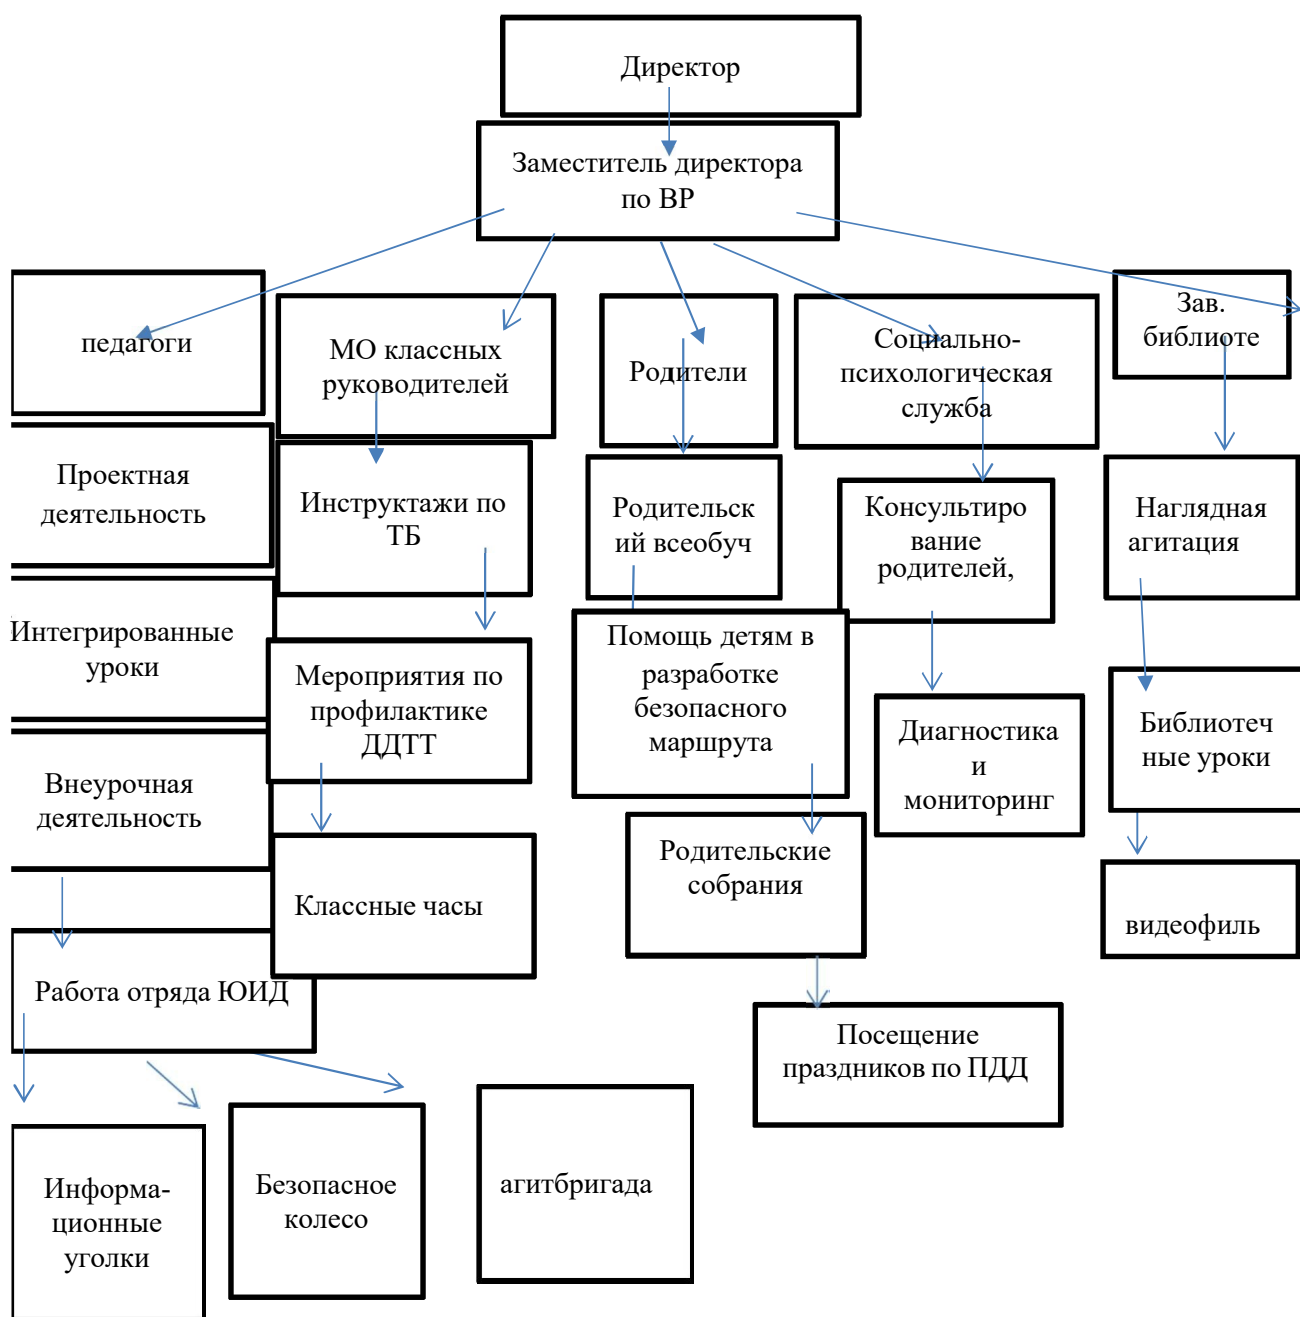 Директор
Заместитель директора
по ВР
педагоги
МО классных
руководителей
Родители
Социально-
психологическая
служба
Зав.
библиоте
Проектная
деятельность
Инструктажи по
ТБ
Родительск
ий всеобуч
Консультиро
вание
родителей,
Наглядная
агитация
Интегрированные
уроки
Мероприятия по
профилактике
ДДТТ
Помощь детям в
разработке
безопасного
маршрута
Диагностика
и
мониторинг
Библиотеч
ные уроки
Внеурочная
деятельность
Классные часы
Родительские
собрания
видеофиль
Работа отряда ЮИД
Посещение
праздников по ПДД
Информа-
ционные
уголки
Безопасное
колесо
агитбригада